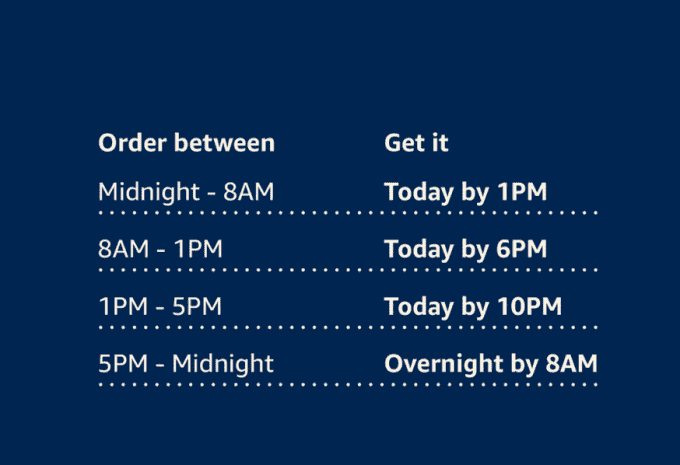 Order between Get it
Midnight - 8AM Today by 1PM
8AM - 1PM Today by 6PM
1PM - 5PM Today by 10PM
5PM - Midnight Overnight by 8AM